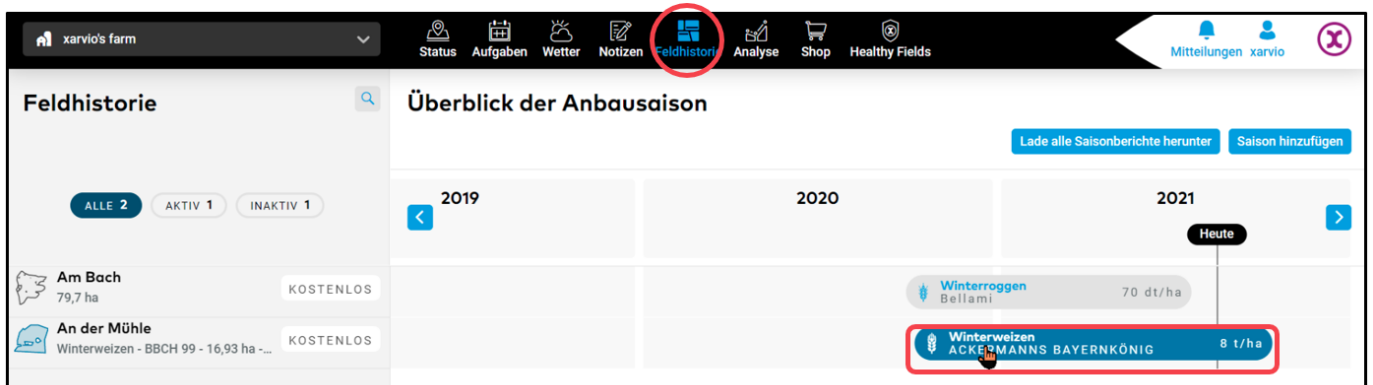 xarvio's farm
Status Aufgaben Wetter Notizen Feldhistorie Analyse Shop Healthy Fields
Mitteilungen xarvio
Feldhistorie
Überblick der Anbausaison
Lade alle Saisonberichte herunter Saison hinzufügen
ALLE 2 AKTIV 1 INAKTIV 1
2019 2020 2021
Heute
Am Bach
79,7 ha
KOSTENLOS
Winterroggen
Bellami
70 dt/ha
An der Mühle
Winterweizen - BBCH 99 - 16,93 ha -...
KOSTENLOS
Winterweizen
ACKERMANNS BAYERNKÖNIG
8 t/ha